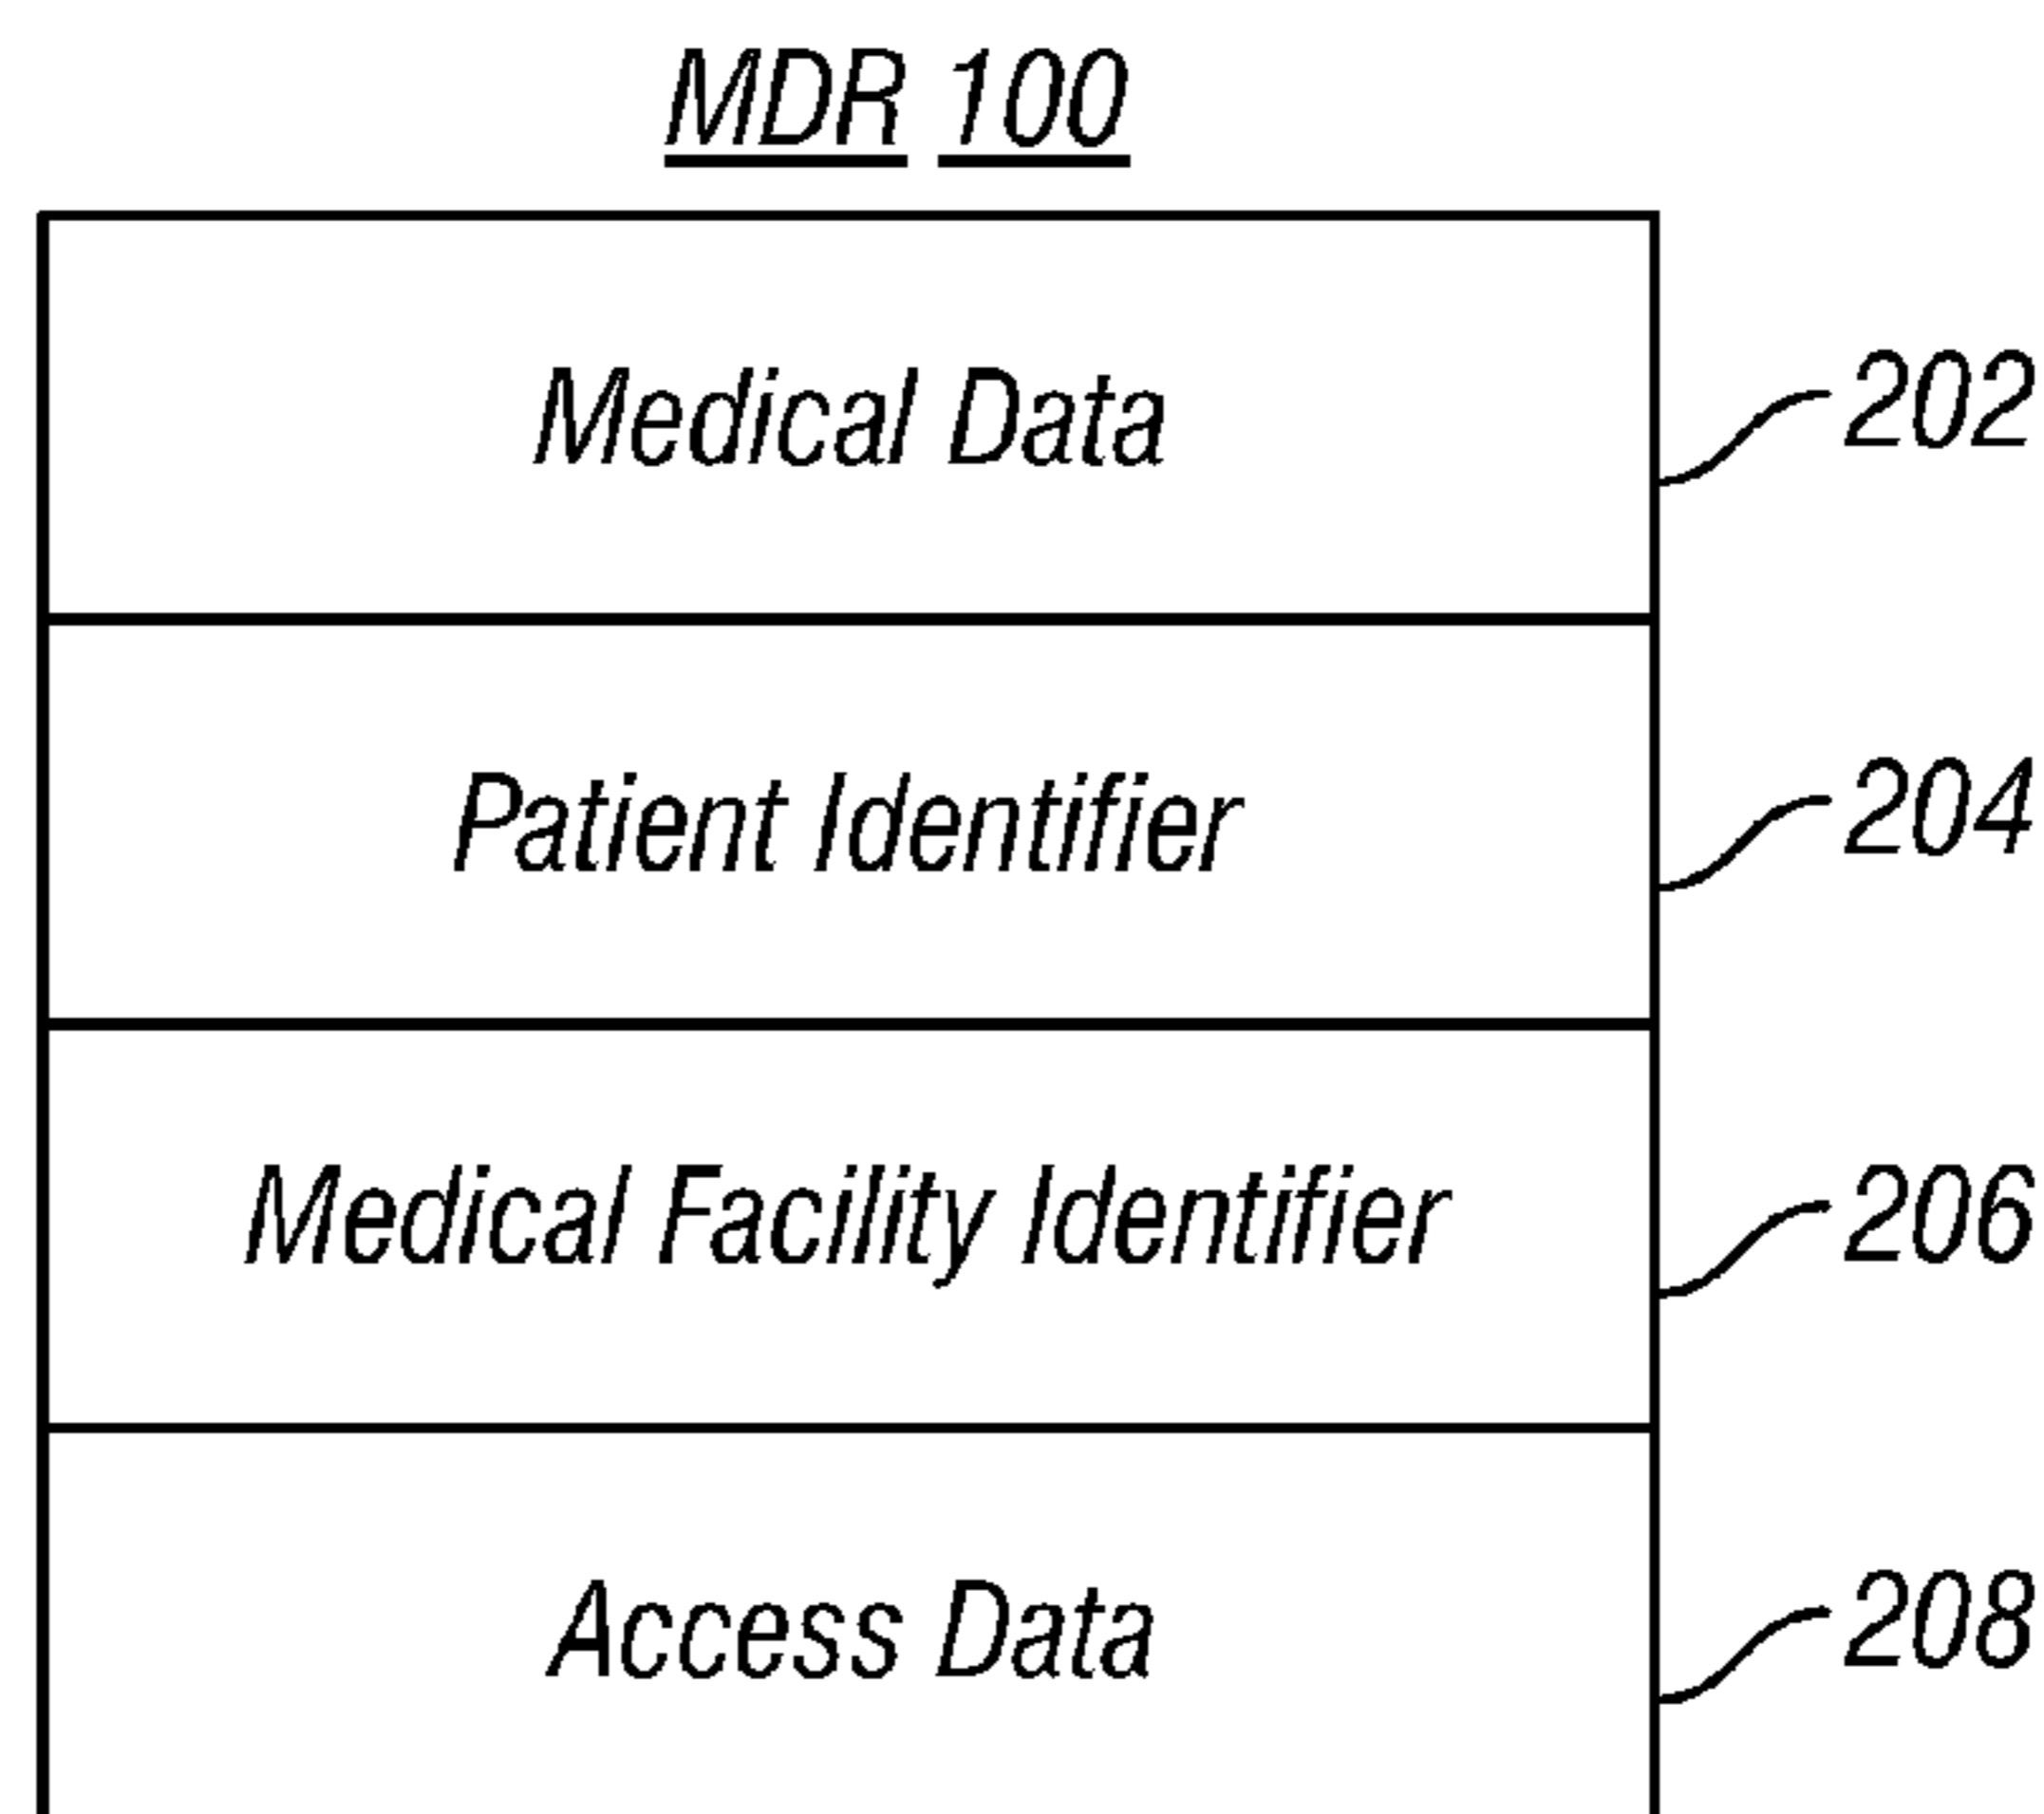 MDR 100
Medical Data 202
Patient Identifier 204
Medical Facility Identifier 206
Access Data 208